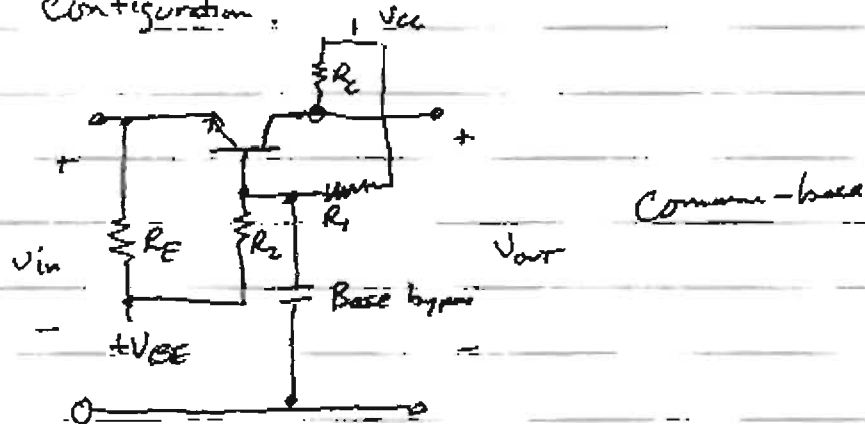 Configuration.
Vcc
Rc
+
+
R1
Common-base
Vin
RE
R2
Vout
Base bypass
-
+VBE
-